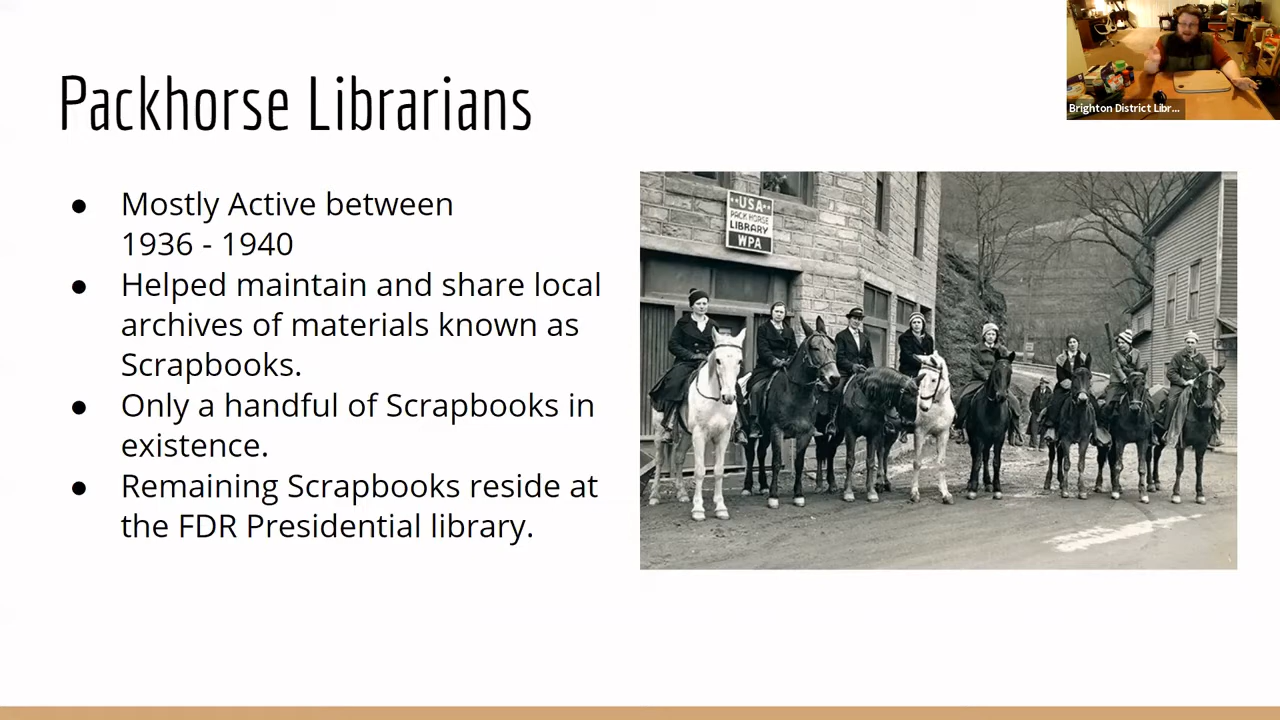 Packhorse Librarians
Brighton District Libr...
● Mostly Active between
1936 - 1940
● Helped maintain and share local
archives of materials known as
Scrapbooks.
● Only a handful of Scrapbooks in
existence.
● Remaining Scrapbooks reside at
the FDR Presidential library.
USA
PACK HORSE
LIBRARY
WPA